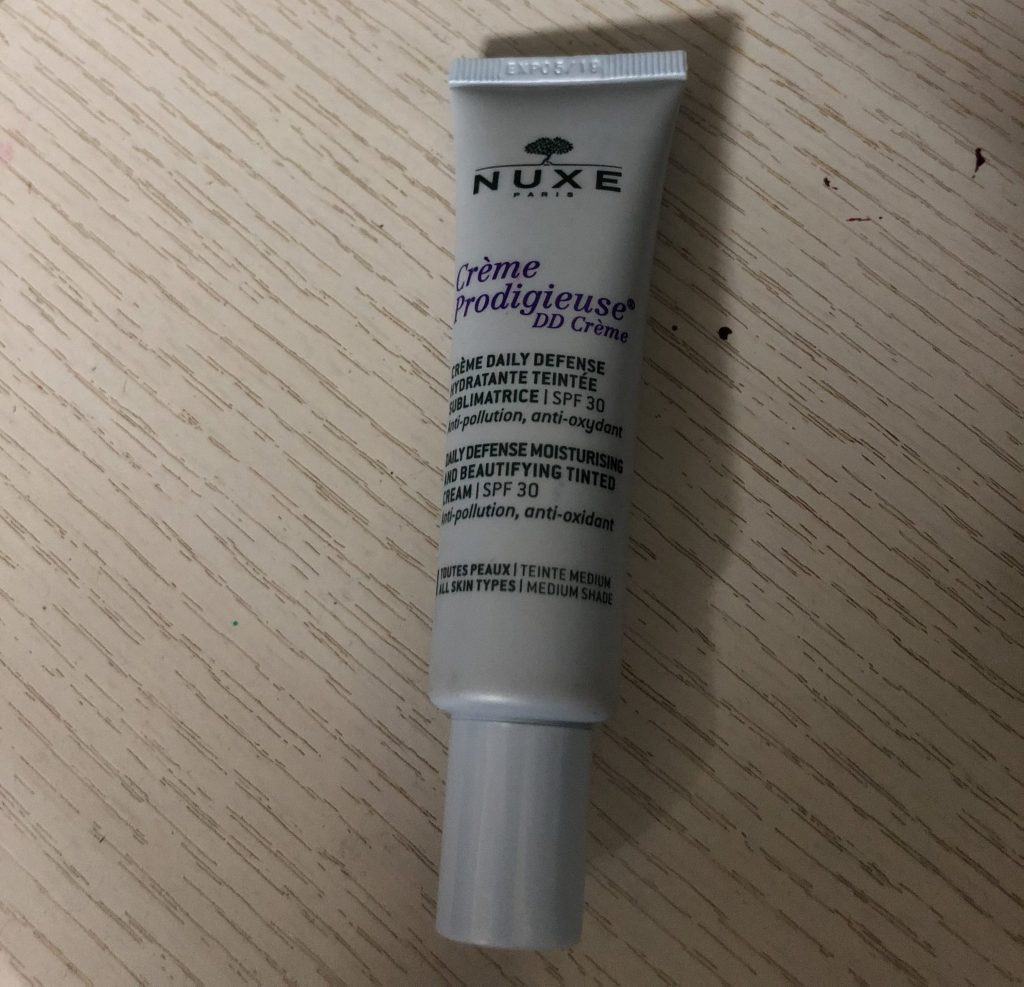 EXP05/18
NUXE
PARIS
Crème
Prodigieuse®
DD Crème
CRÈME DAILY DEFENSE
HYDRATANTE TEINTÉE
SUBLIMATRICE | SPF 30
Anti-pollution, anti-oxydant
DAILY DEFENSE MOISTURISING
AND BEAUTIFYING TINTED
CREAM | SPF 30
Anti-pollution, anti-oxidant
TOUTES PEAUX | TEINTE MEDIUM
ALL SKIN TYPES | MEDIUM SHADE